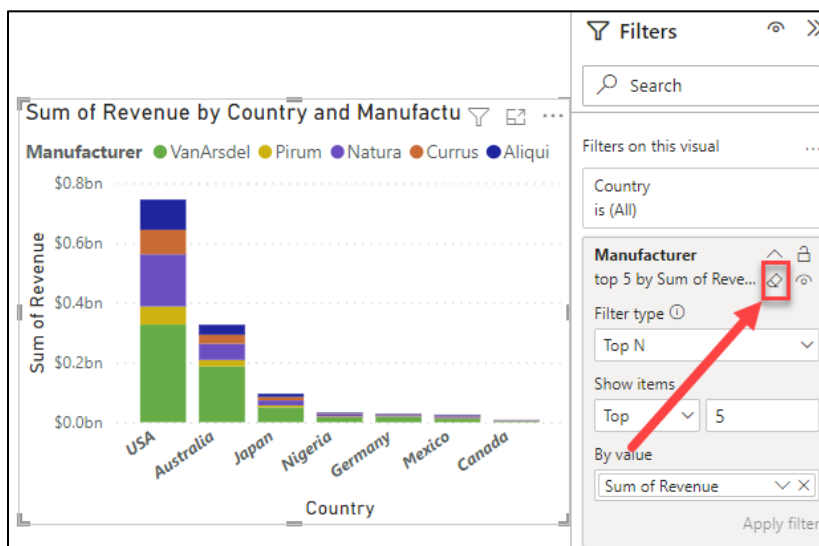 Sum of Revenue by Country and Manufactu
Manufacturer VanArsdel Pirum Natura Currus Aliqui
$0.8bn
$0.6bn
$0.4bn
$0.2bn
$0.0bn
Sum of Revenue
USA
Australia
Japan
Nigeria
Germany
Mexico
Canada
Country
Filters
Search
Filters on this visual
Country
is (All)
Manufacturer
top 5 by Sum of Reve...
Filter type
Top N
Show items
Top 5
By value
Sum of Revenue
Apply filter